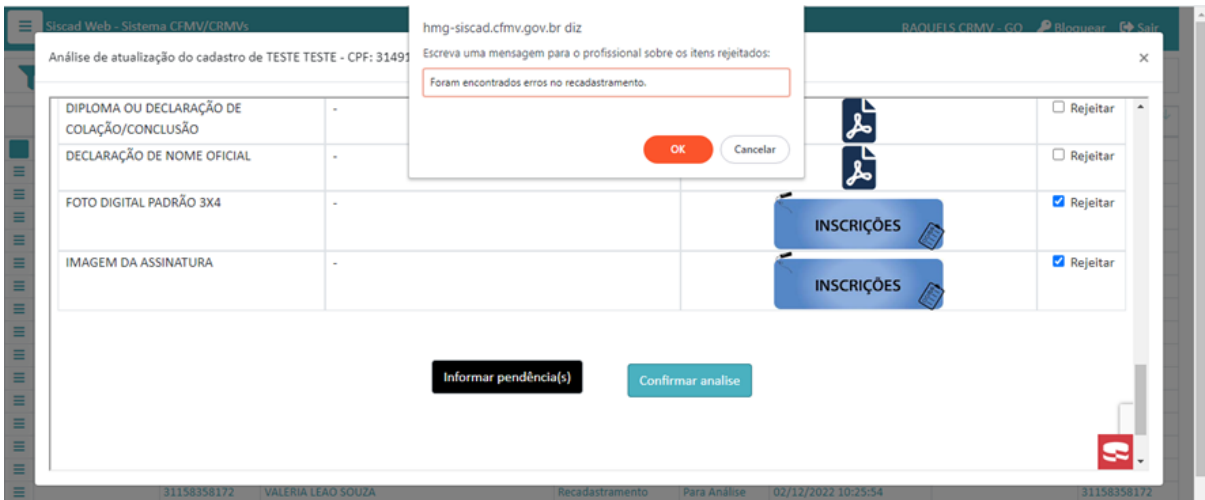 Siscad Web - Sistema CFMV/CRMVs
RAQUELS CRMV - GO
Bloquear
Sair
hmg-siscad.cfmv.gov.br diz
Escreva uma mensagem para o profissional sobre os itens rejeitados:
Foram encontrados erros no recadastramento.
OK
Cancelar
Análise de atualização do cadastro de TESTE TESTE - CPF: 31491
×
DIPLOMA OU DECLARAÇÃO DE
COLAÇÃO/CONCLUSÃO
-
Rejeitar
DECLARAÇÃO DE NOME OFICIAL
-
Rejeitar
FOTO DIGITAL PADRÃO 3X4
-
INSCRIÇÕES
Rejeitar
IMAGEM DA ASSINATURA
-
INSCRIÇÕES
Rejeitar
Informar pendência(s)
Confirmar analise
31158358172
VALERIA LEAO SOUZA
Recadastramento
Para Análise
02/12/2022 10:25:54
31158358172